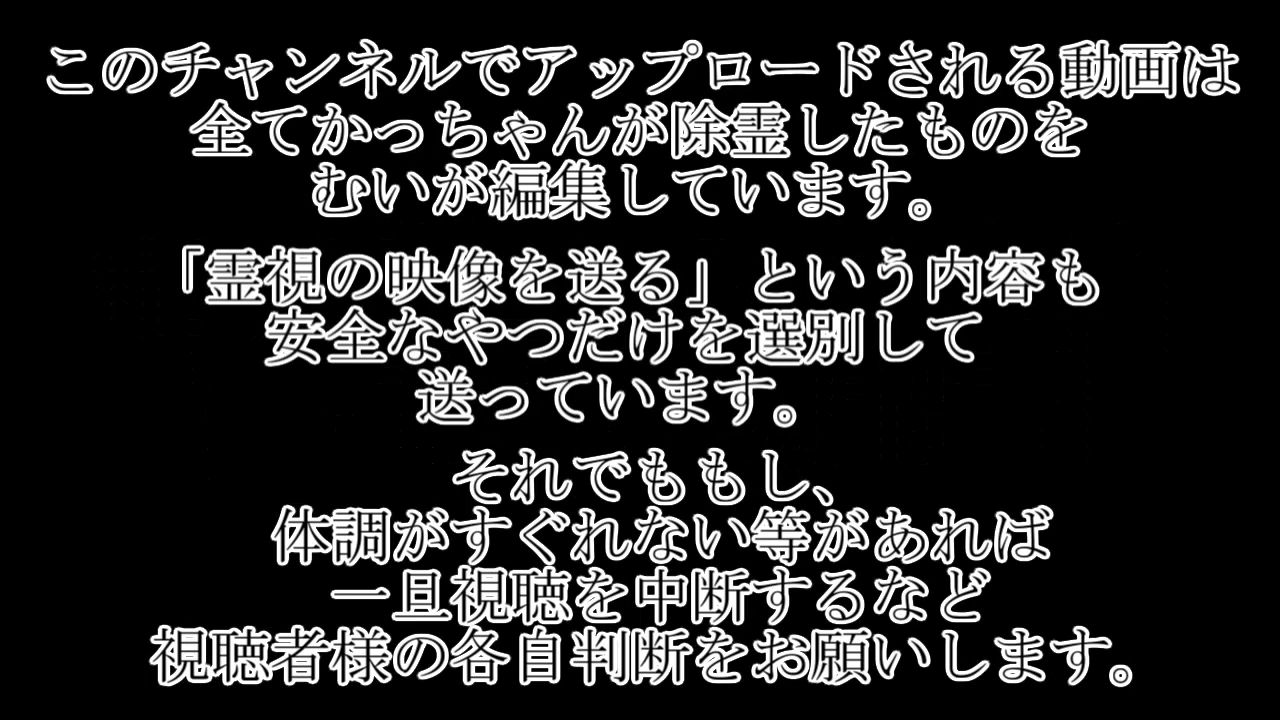 このチャンネルでアップロードされる動画は
全てかっちゃんが除霊したものを
むいが編集しています。
「霊視の映像を送る」という内容も
安全なやつだけを選別して
送っています。
それでももし、
体調がすぐれない等があれば
一旦視聴を中断するなど
視聴者様の各自判断をお願いします。